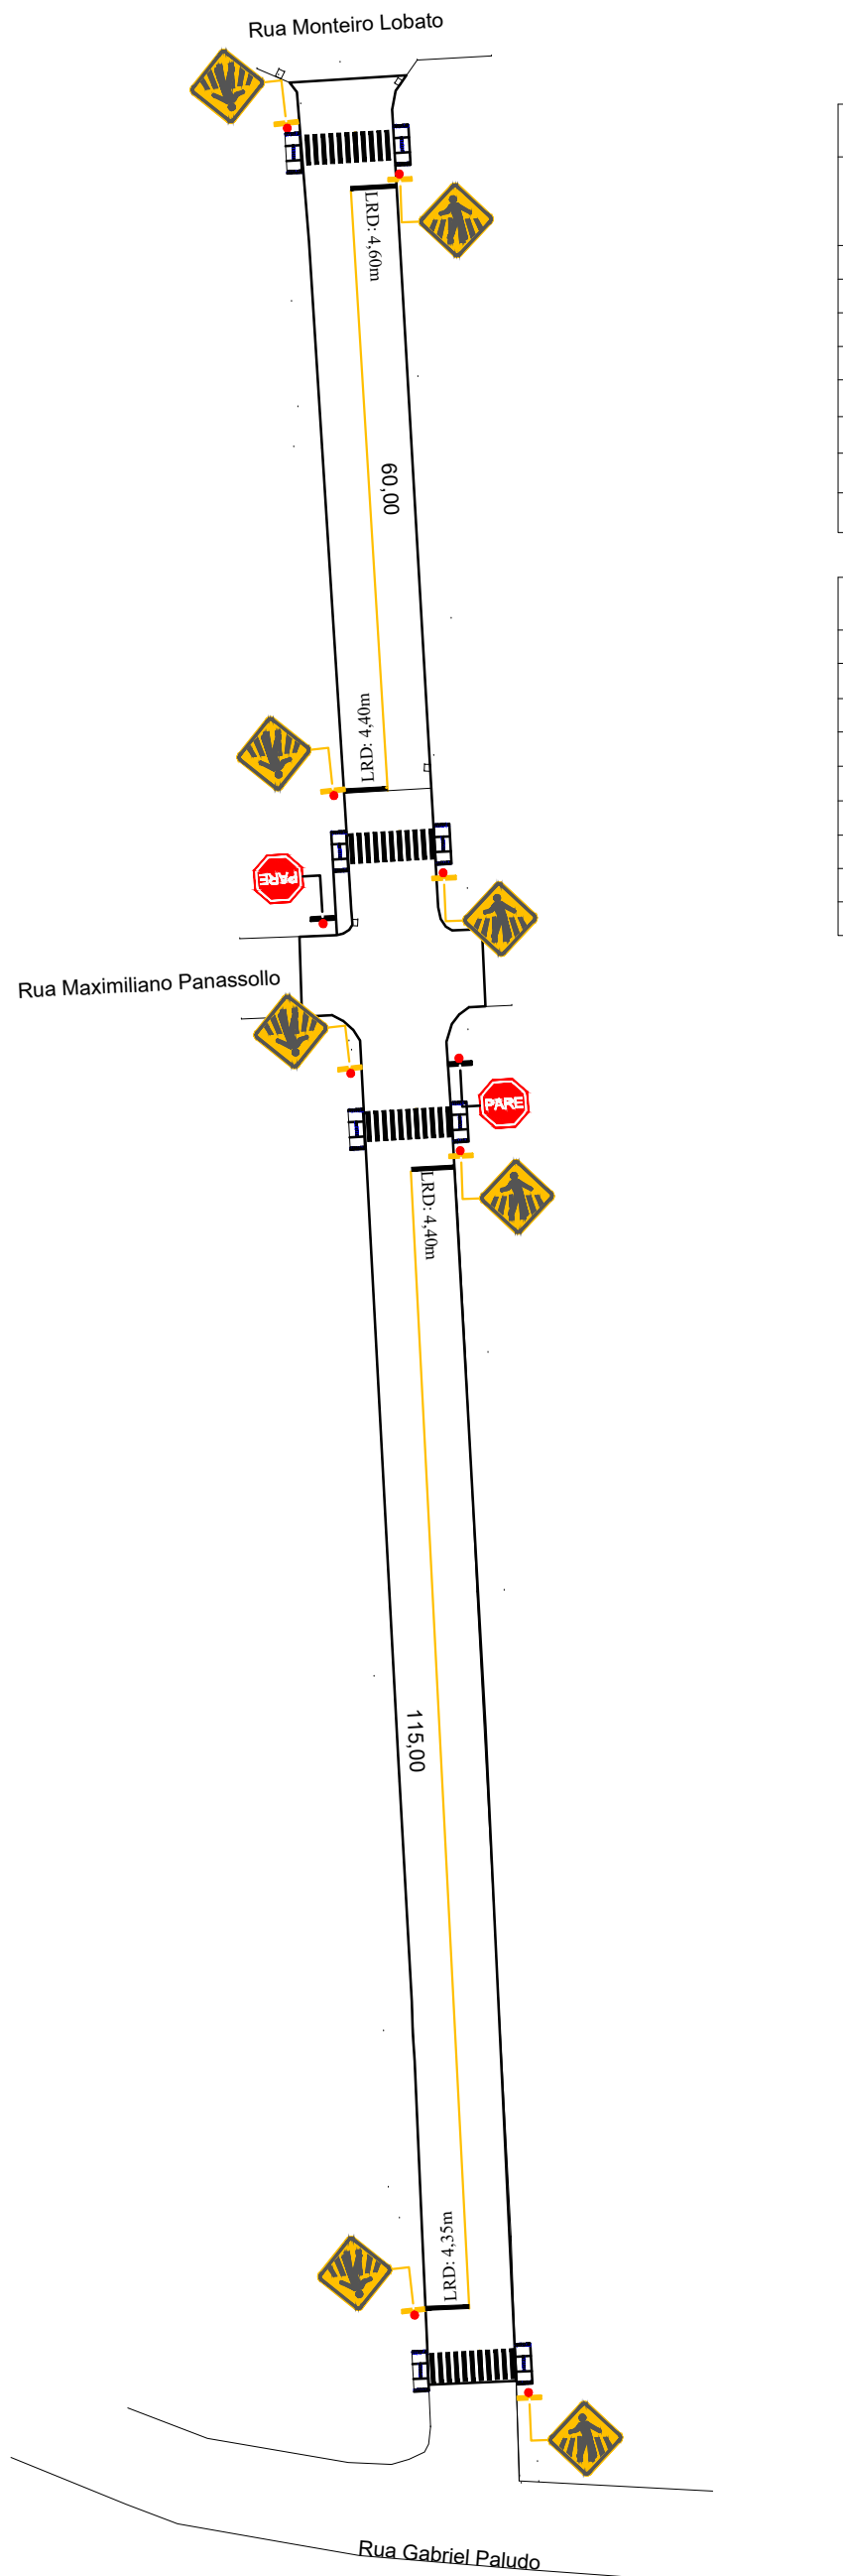 Rua Monteiro Lobato
LRD: 4,60m
60,00
LRD: 4,40m
PARE
Rua Maximiliano Panassollo
PARE
LRD: 4,40m
115,00
LRD: 4,35m
Rua Gabriel Paludo